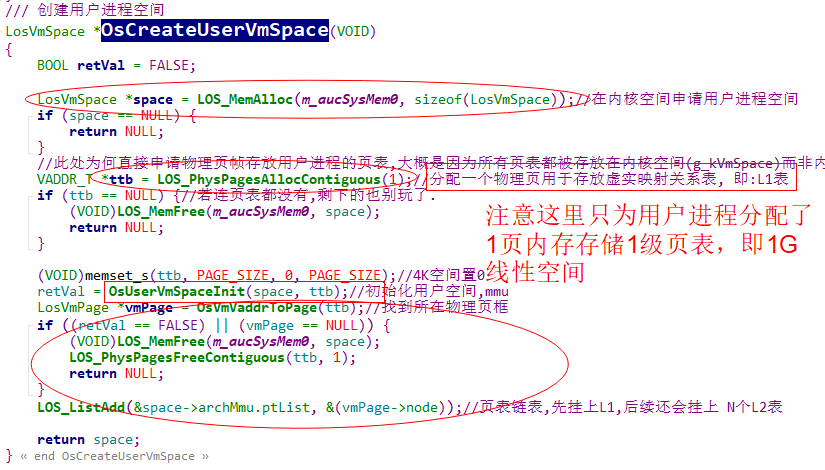 /// 创建用户进程空间
LosVmSpace *OsCreateUserVmSpace(VOID)
{
    BOOL retVal = FALSE;

    LosVmSpace *space = LOS_MemAlloc(m_aucSysMem0, sizeof(LosVmSpace));//在内核空间申请用户进程空间
    if (space == NULL) {
        return NULL;
    }
    //此处为何直接申请物理页帧存放用户进程的页表,大概是因为所有页表都被存放在内核空间(g_kVmSpace)而非内
    VADDR_T *ttb = LOS_PhysPagesAllocContiguous(1);//分配一个物理页用于存放虚实映射关系表, 即:L1表
    if (ttb == NULL) {//若连页表都没有,剩下的也别玩了.
        (VOID)LOS_MemFree(m_aucSysMem0, space);
        return NULL;
    }
注意这里只为用户进程分配了
1页内存存储1级页表，即1G
线性空间

    (VOID)memset_s(ttb, PAGE_SIZE, 0, PAGE_SIZE);//4K空间置0
    retVal = OsUserVmSpaceInit(space, ttb);//初始化用户空间,mmu
    LosVmPage *vmPage = OsVmVaddrToPage(ttb);//找到所在物理页框
    if ((retVal == FALSE) || (vmPage == NULL)) {
        (VOID)LOS_MemFree(m_aucSysMem0, space);
        LOS_PhysPagesFreeContiguous(ttb, 1);
        return NULL;
    }
    LOS_ListAdd(&space->archMmu.ptList, &(vmPage->node));//页表链表,先挂上L1,后续还会挂上 N个L2表

    return space;
} « end OsCreateUserVmSpace »